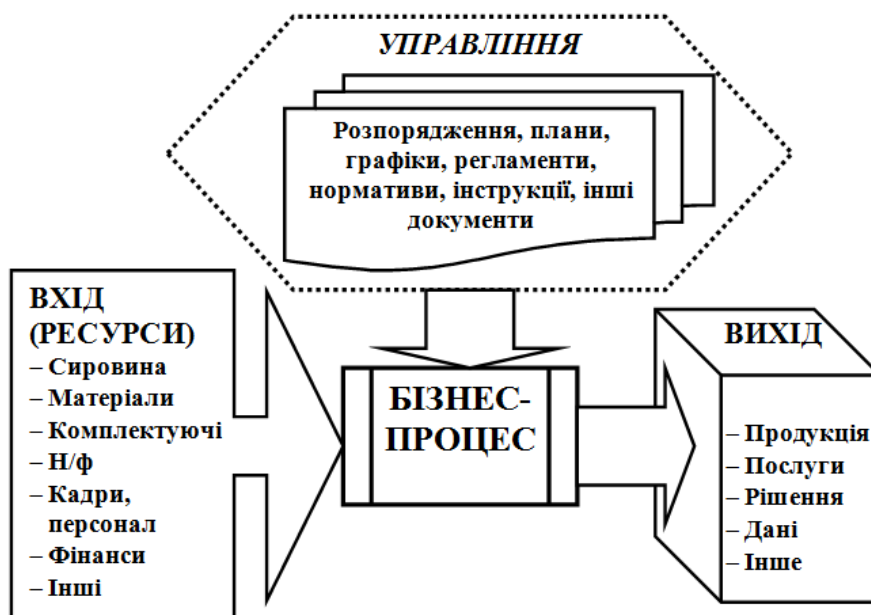 УПРАВЛІННЯ
Розпорядження, плани,
графіки, регламенти,
нормативи, інструкції, інші
документи
ВХІД
(РЕСУРСИ)
– Сировина
– Матеріали
– Комплектуючі
– Н/ф
– Кадри,
персонал
– Фінанси
– Інші
БІЗНЕС-
ПРОЦЕС
ВИХІД
– Продукція
– Послуги
– Рішення
– Дані
– Інше